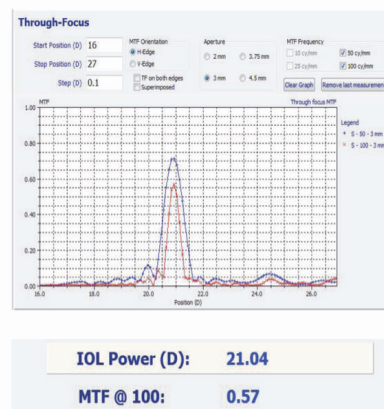 Through-Focus
Start Position (D) 16
Stop Position (D) 27
Step (D) 0.1
MTF Orientation
H-Edge
V-Edge
TF on both edges
Superimposed
Aperture
2 mm 3.75 mm
3 mm 4.5 mm
MTF Frequency
10 cy/mm 50 cy/mm
25 cy/mm 100 cy/mm
Clear Graph Remove last measurement
MTF Through focus MTF
1.00
0.80
0.60
0.40
0.20
0.00
16.0 18.0 20.0 22.0 24.0 26.0
Position (D)
Legend
S - 50 - 3 mm
S - 100 - 3 mm
IOL Power (D): 21.04
MTF @ 100: 0.57